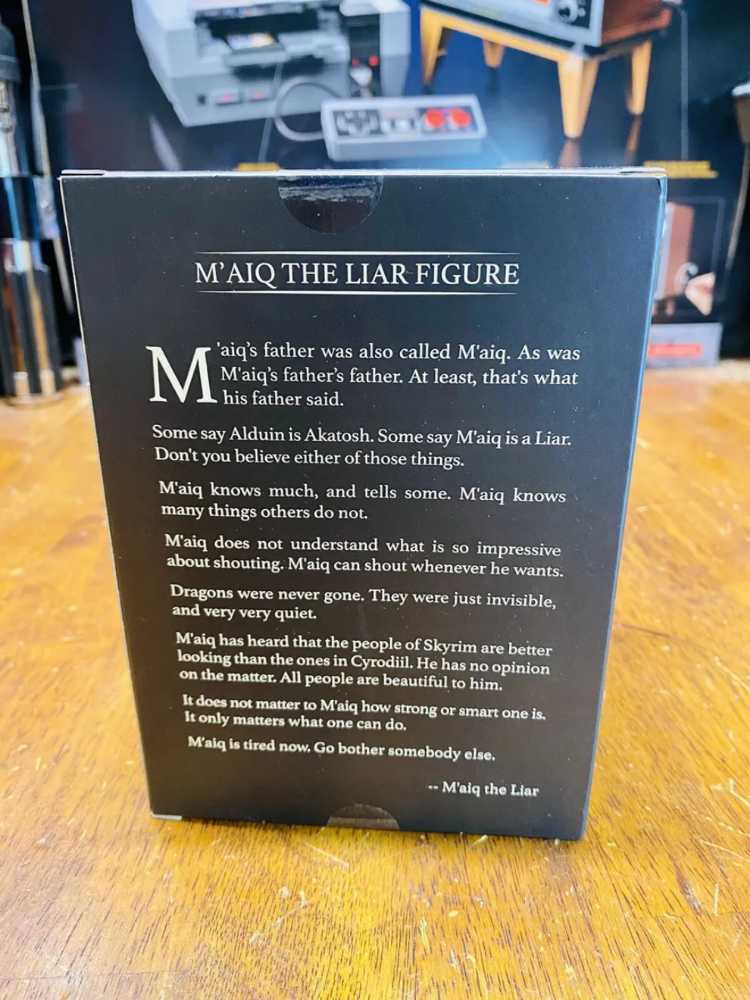 M'AIQ THE LIAR FIGURE
M'aiq's father was also called M'aiq. As was
M'aiq's father's father. At least, that's what
his father said.
Some say Alduin is Akatosh. Some say M'aiq is a Liar.
Don't you believe either of those things.
M'aiq knows much, and tells some. M'aiq knows
many things others do not.
M'aiq does not understand what is so impressive
about shouting. M'aiq can shout whenever he wants.
Dragons were never gone. They were just invisible,
and very very quiet.
M'aiq has heard that the people of Skyrim are better
looking than the ones in Cyrodiil. He has no opinion
on the matter. All people are beautiful to him.
It does not matter to M'aiq how strong or smart one is.
It only matters what one can do.
M'aiq is tired now. Go bother somebody else.
-- M'aiq the Liar